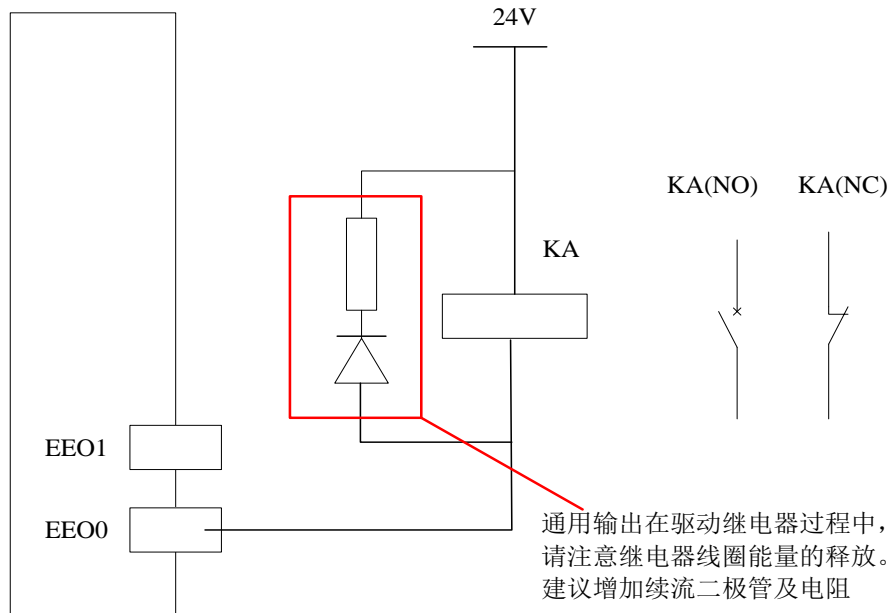 24V
KA(NO)
KA(NC)
KA
EEO1
EEO0
通用输出在驱动继电器过程中，
请注意继电器线圈能量的释放。
建议增加续流二极管及电阻